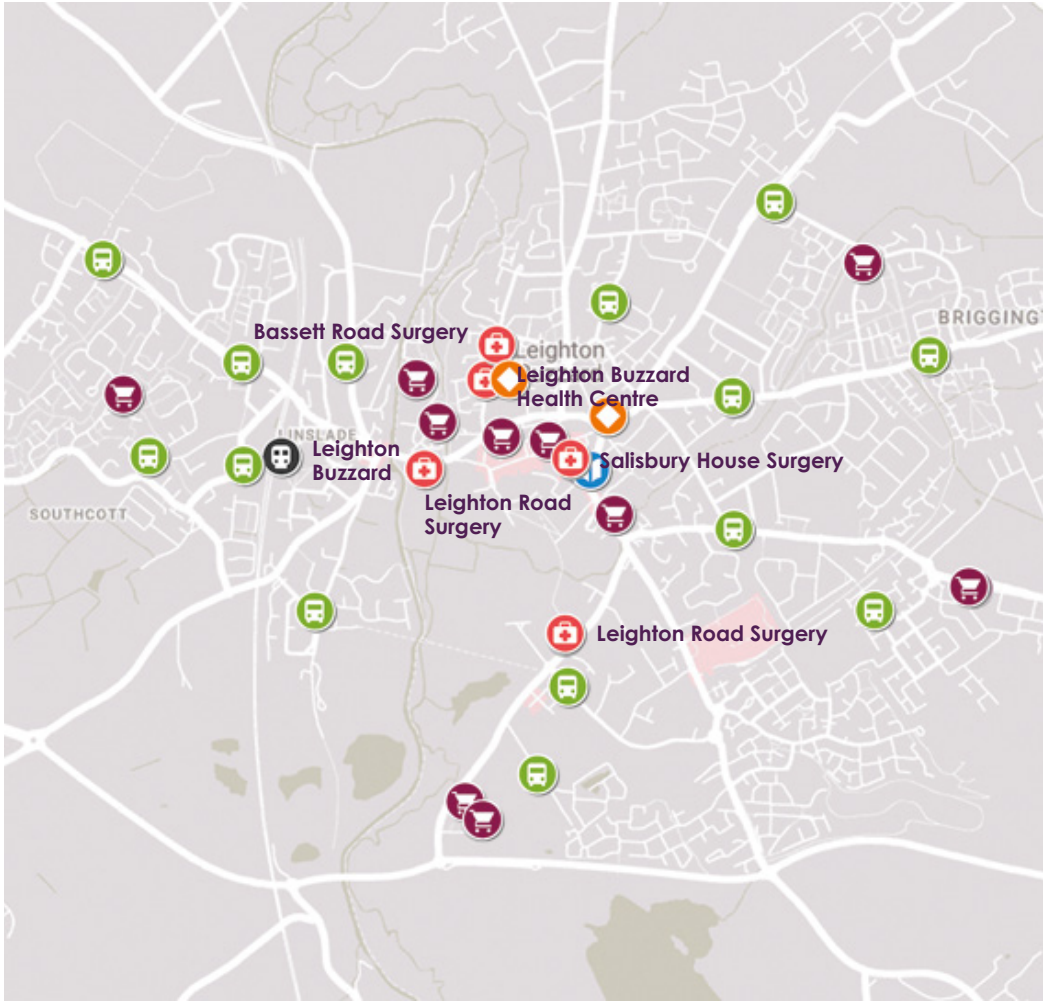 BRIGGINGT
Bassett Road Surgery
Leighton
Leighton Buzzard
Health Centre
LINSLADE
Leighton
Buzzard
Salisbury House Surgery
Leighton Road
Surgery
SOUTHCOTT
Leighton Road Surgery